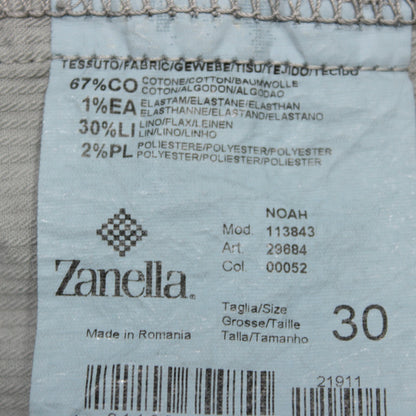 TESSUTO/FABRIC/GEWEBE/TISU/TEJIDO/TECIDO
67%CO COTONE/COTTON/BAUMWOLLE
COTON/ALGODON/ALGODAO
1%EA ELASTAM/ELASTANE/ELASTHAN
ELASTHANNE/ELASTANO/ELASTANO
30%LI LINO/FLAX/LEINEN
LIN/LINO/LINHO
2%PL POLIESTERE/POLYESTER/POLYESTER
POLYESTER/POLIESTER/POLIESTER
NOAH
Mod. 113843
Art. 29684
Col. 00052
Zanella®
Taglia/Size
Grosse/Taille
Talla/Tamanho
30
Made in Romania
21911